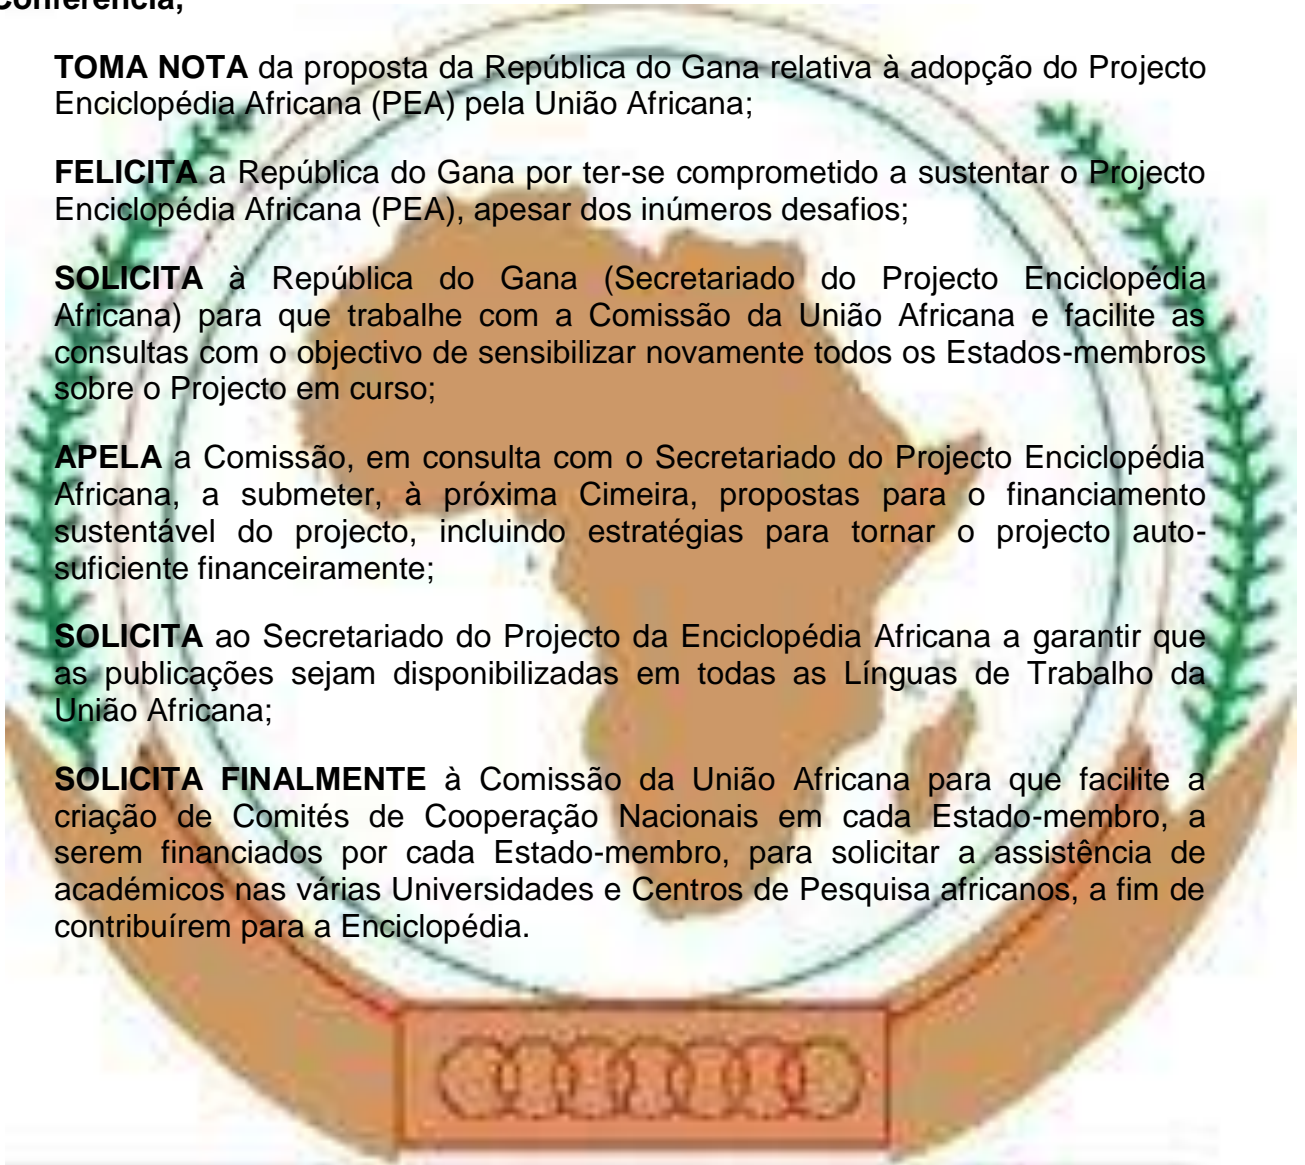 Conferência;
TOMA NOTA da proposta da República do Gana relativa à adopção do Projecto
Enciclopédia Africana (PEA) pela União Africana;
FELICITA a República do Gana por ter-se comprometido a sustentar o Projecto
Enciclopédia Africana (PEA), apesar dos inúmeros desafios;
SOLICITA à República do Gana (Secretariado do Projecto Enciclopédia
Africana) para que trabalhe com a Comissão da União Africana e facilite as
consultas com o objectivo de sensibilizar novamente todos os Estados-membros
sobre o Projecto em curso;
APELA a Comissão, em consulta com o Secretariado do Projecto Enciclopédia
Africana, a submeter, à próxima Cimeira, propostas para o financiamento
sustentável do projecto, incluindo estratégias para tornar o projecto auto-
suficiente financeiramente;
SOLICITA ao Secretariado do Projecto da Enciclopédia Africana a garantir que
as publicações sejam disponibilizadas em todas as Línguas de Trabalho da
União Africana;
SOLICITA FINALMENTE à Comissão da União Africana para que facilite a
criação de Comités de Cooperação Nacionais em cada Estado-membro, a
serem financiados por cada Estado-membro, para solicitar a assistência de
académicos nas várias Universidades e Centros de Pesquisa africanos, a fim de
contribuírem para a Enciclopédia.